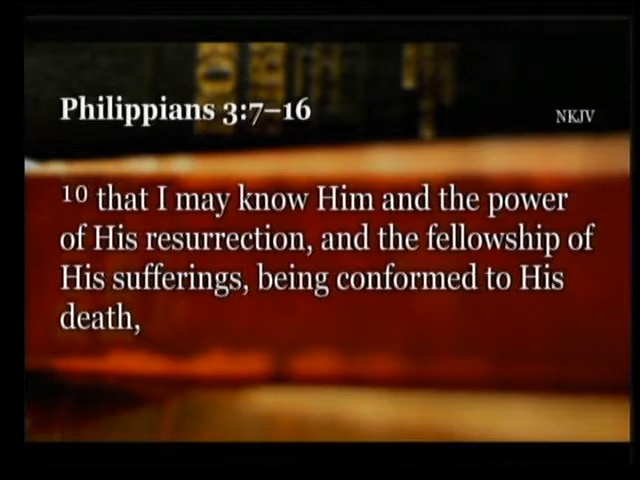 Philippians 3:7–16
NKJV
10 that I may know Him and the power
of His resurrection, and the fellowship of
His sufferings, being conformed to His
death,